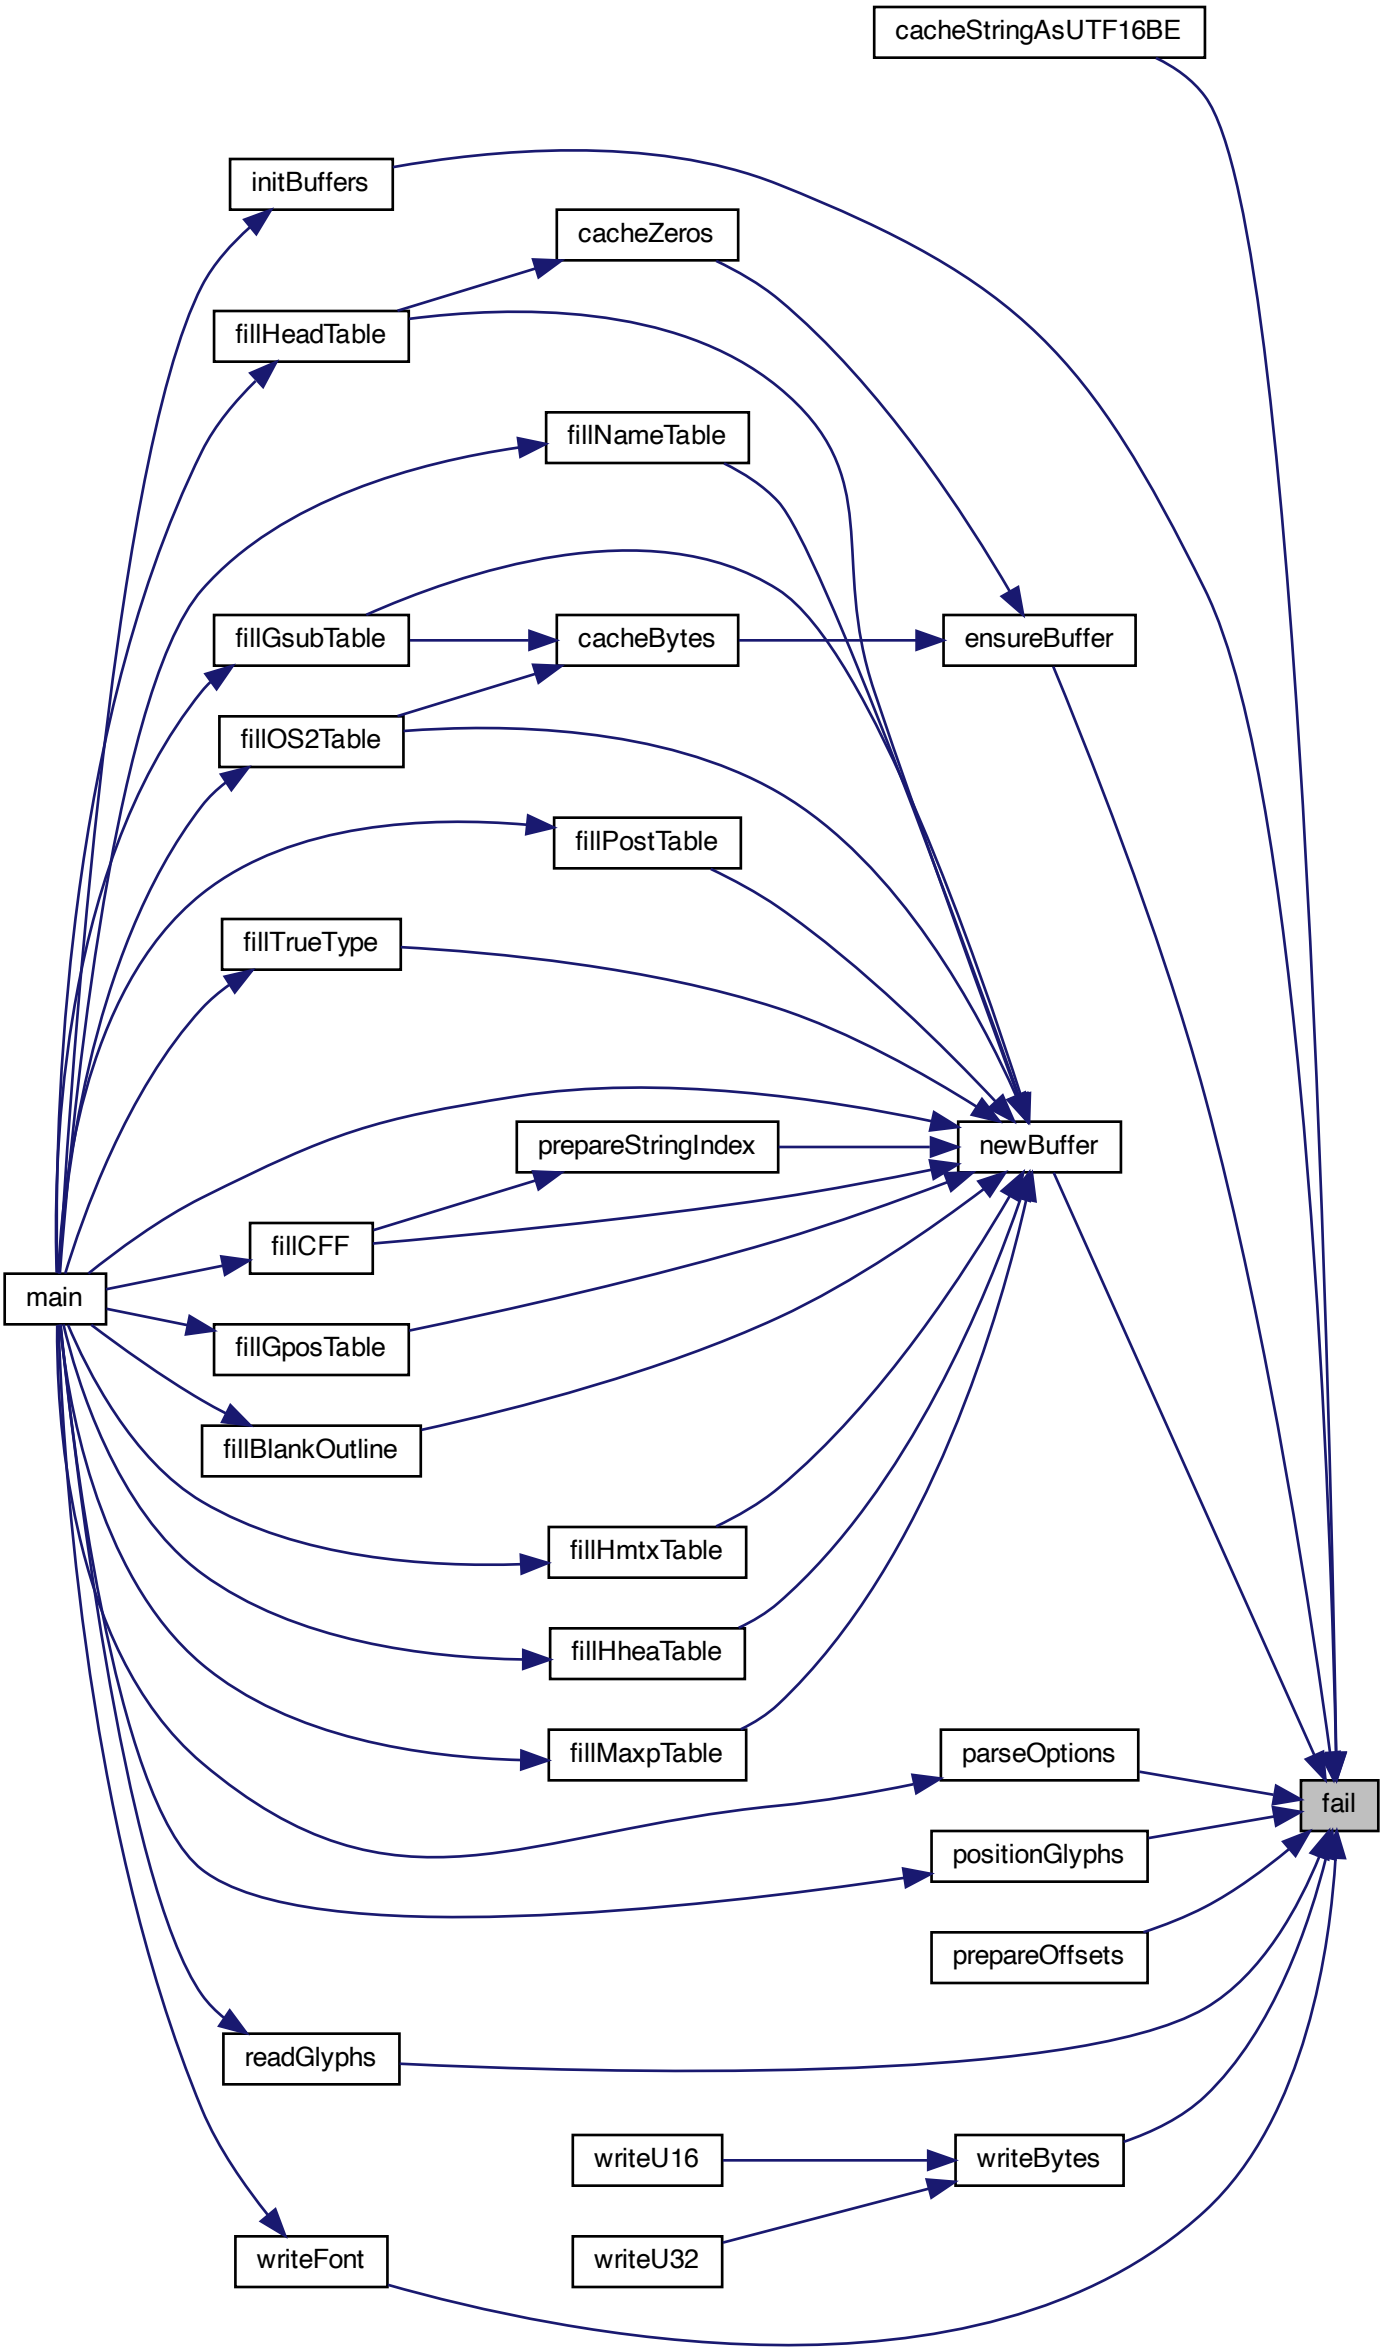 cacheStringAsUTF16BE
initBuffers
cacheZeros
fillHeadTable
fillNameTable
fillGsubTable
cacheBytes
ensureBuffer
fillOS2Table
fillPostTable
fillTrueType
prepareStringIndex
newBuffer
fillCFF
main
fillGposTable
fillBlankOutline
fillHmtxTable
fillHheaTable
fillMaxpTable
parseOptions
fail
positionGlyphs
prepareOffsets
readGlyphs
writeU16
writeBytes
writeFont
writeU32